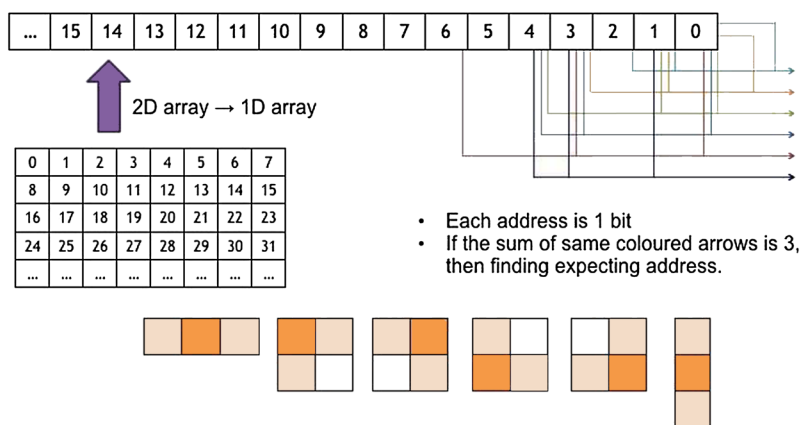 ... 15 14 13 12 11 10 9 8 7 6 5 4 3 2 1 0
2D array → 1D array
0 1 2 3 4 5 6 7
8 9 10 11 12 13 14 15
16 17 18 19 20 21 22 23
24 25 26 27 28 29 30 31
... ... ... ... ... ... ... ...
• Each address is 1 bit
• If the sum of same coloured arrows is 3,
then finding expecting address.